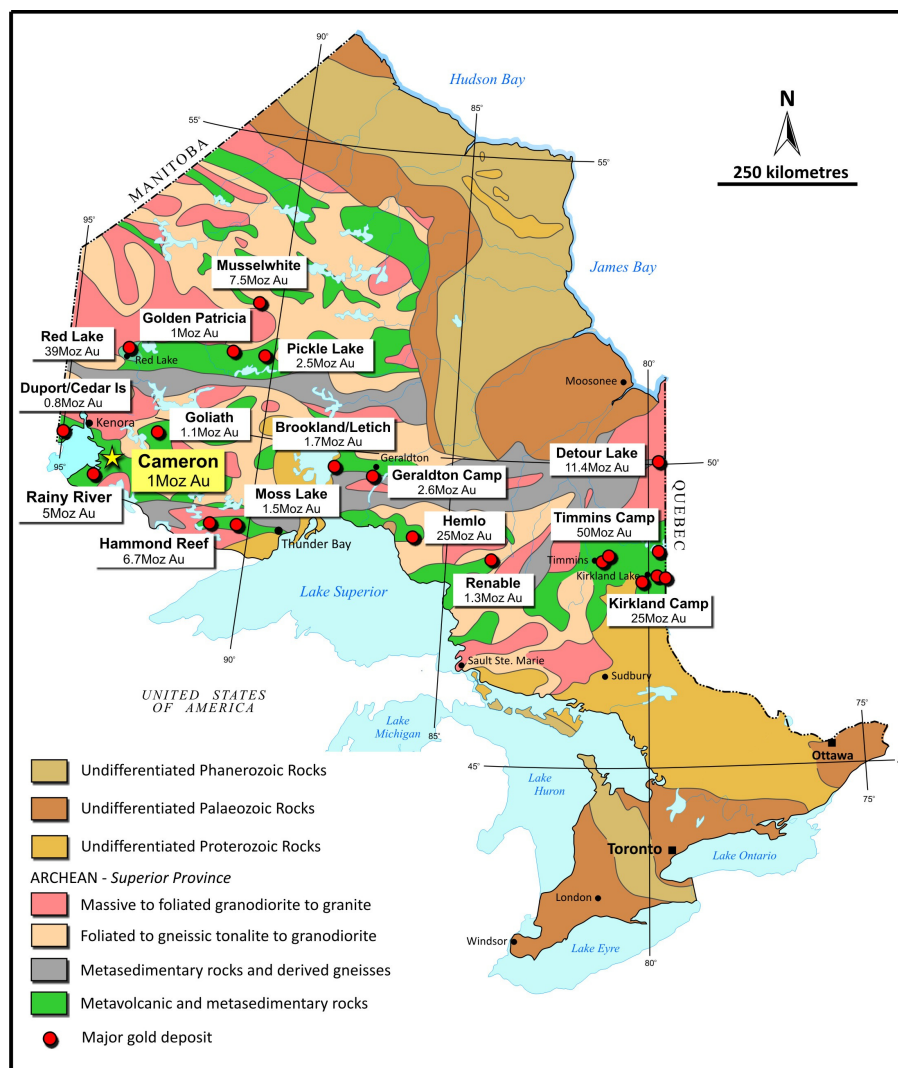 90°
Hudson Bay
85°
N
55°
55°
250 kilometres
MANITOBA
95°
James Bay
Musselwhite
7.5Moz Au
Golden Patricia
1Moz Au
Red Lake
39Moz Au
Red Lake
Pickle Lake
2.5Moz Au
80°
Moosonee
Duport/Cedar Is
0.8Moz Au
Kenora
Goliath
1.1Moz Au
Brookland/Letich
1.7Moz Au
Geraldton
Detour Lake
11.4Moz Au
50°
95°
Cameron
1Moz Au
Geraldton Camp
2.6Moz Au
QUEBEC
Rainy River
5Moz Au
Moss Lake
1.5Moz Au
Hemlo
25Moz Au
Timmins Camp
50Moz Au
Hammond Reef
6.7Moz Au
Thunder Bay
Timmins
Kirkland Lake
Renable
1.3Moz Au
Kirkland Camp
25Moz Au
Lake Superior
90°
Sault Ste. Marie
Sudbury
UNITED STATES
OF AMERICA
Lake
Michigan
85°
75°
Ottawa
45°
75°
Lake
Huron
Toronto
Lake Ontario
London
Windsor
Lake Eyre
80°
Undifferentiated Phanerozoic Rocks
Undifferentiated Palaeozoic Rocks
Undifferentiated Proterozoic Rocks
ARCHEAN - Superior Province
Massive to foliated granodiorite to granite
Foliated to gneissic tonalite to granodiorite
Metasedimentary rocks and derived gneisses
Metavolcanic and metasedimentary rocks
Major gold deposit